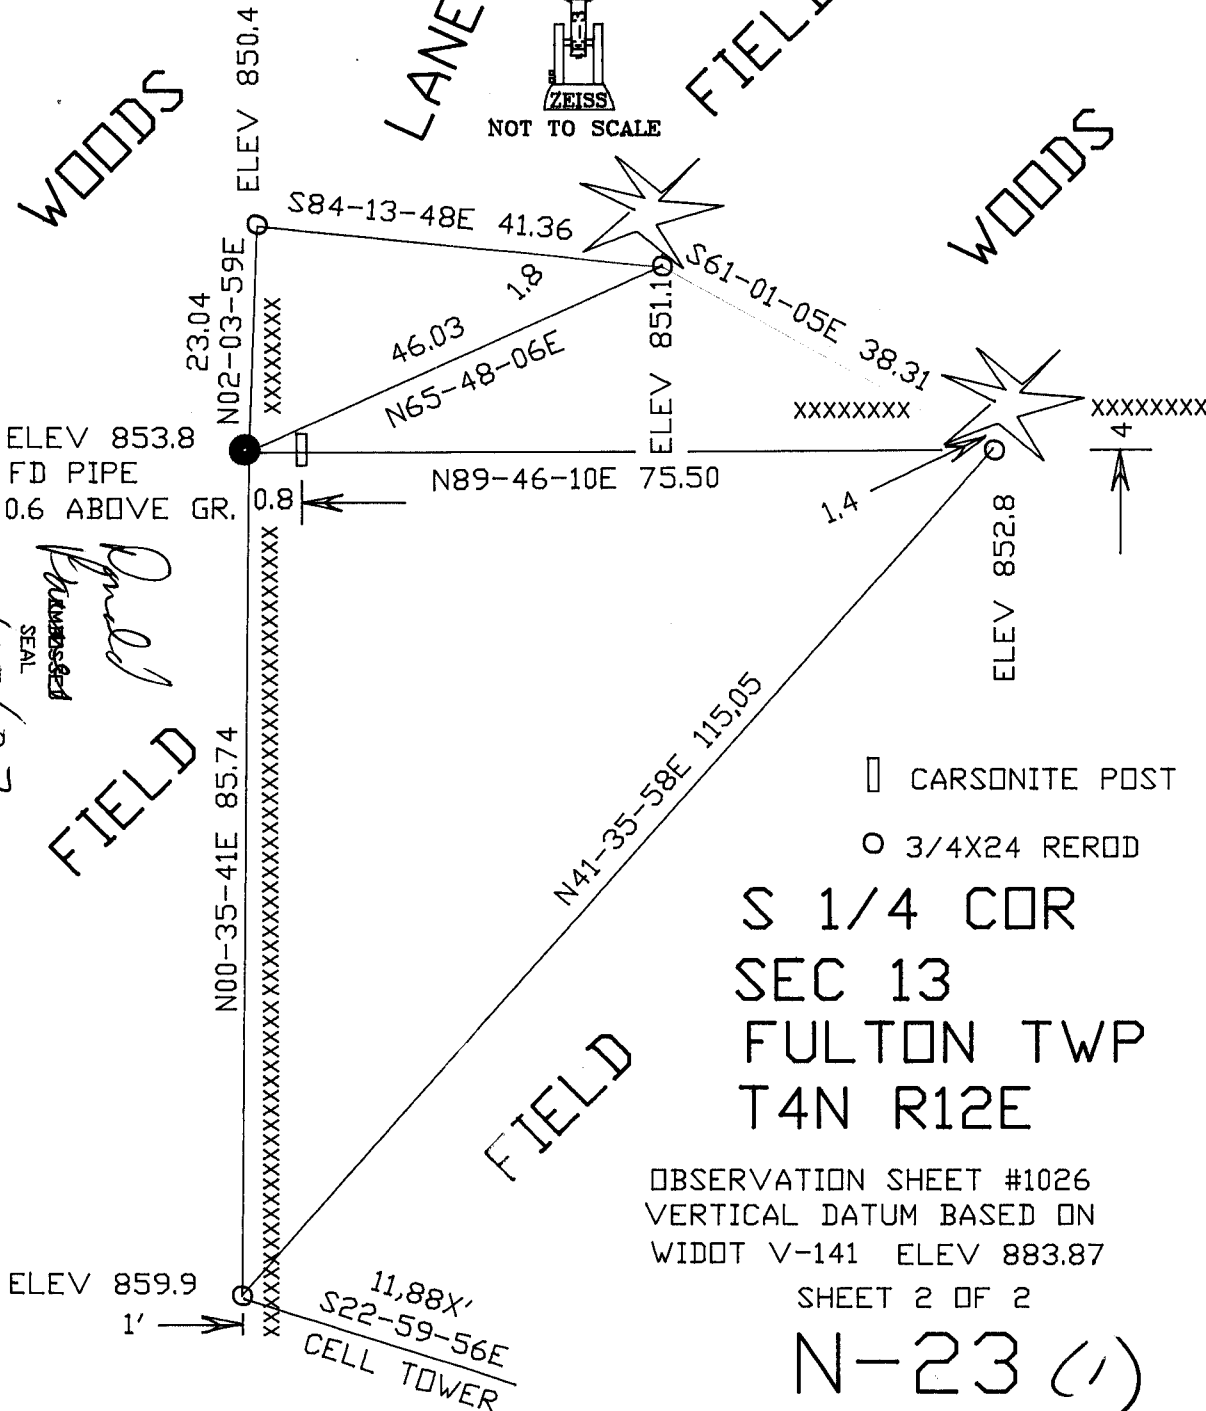 ELEV 850.4
LANE
FIELD
WOODS
ZEISS
NOT TO SCALE
WOODS
S84-13-48E 41.36
1.8
S61-01-05E 38.31
23.04
N02-03-59E
XXXXXXXX
46.03
N65-48-06E
ELEV 851.1
XXXXXXXX
XXXXXXXX
4
ELEV 853.8
FD PIPE
0.6 ABOVE GR.
0.8
N89-46-10E 75.50
1.4
ELEV 852.8
SEAL
FIELD
N00-35-41E 85.74
N41-35-58E 115.05
CARSONITE POST
3/4X24 REROD
S 1/4 COR
SEC 13
FULTON TWP
T4N R12E
FIELD
OBSERVATION SHEET #1026
VERTICAL DATUM BASED ON
WIDOT V-141 ELEV 883.87
SHEET 2 OF 2
N-23 (1)
ELEV 859.9
1'
11,88X'
S22-59-56E
CELL TOWER